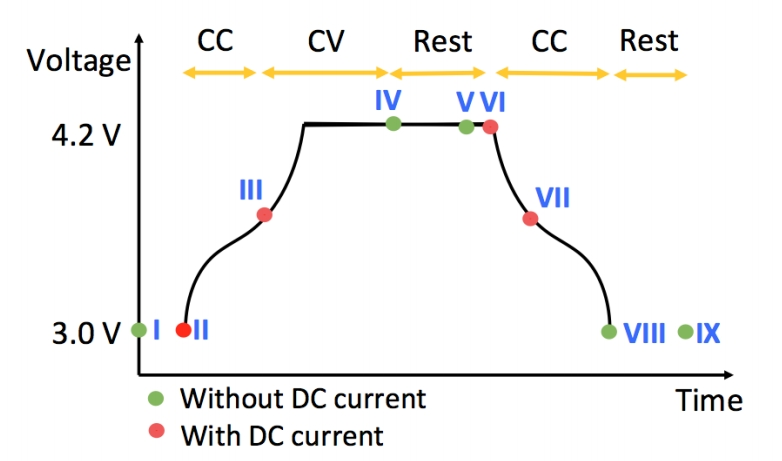 CC CV Rest CC Rest
Voltage
IV V VI
4.2 V
III VII
3.0 V I II VIII IX
Without DC current
Time
With DC current